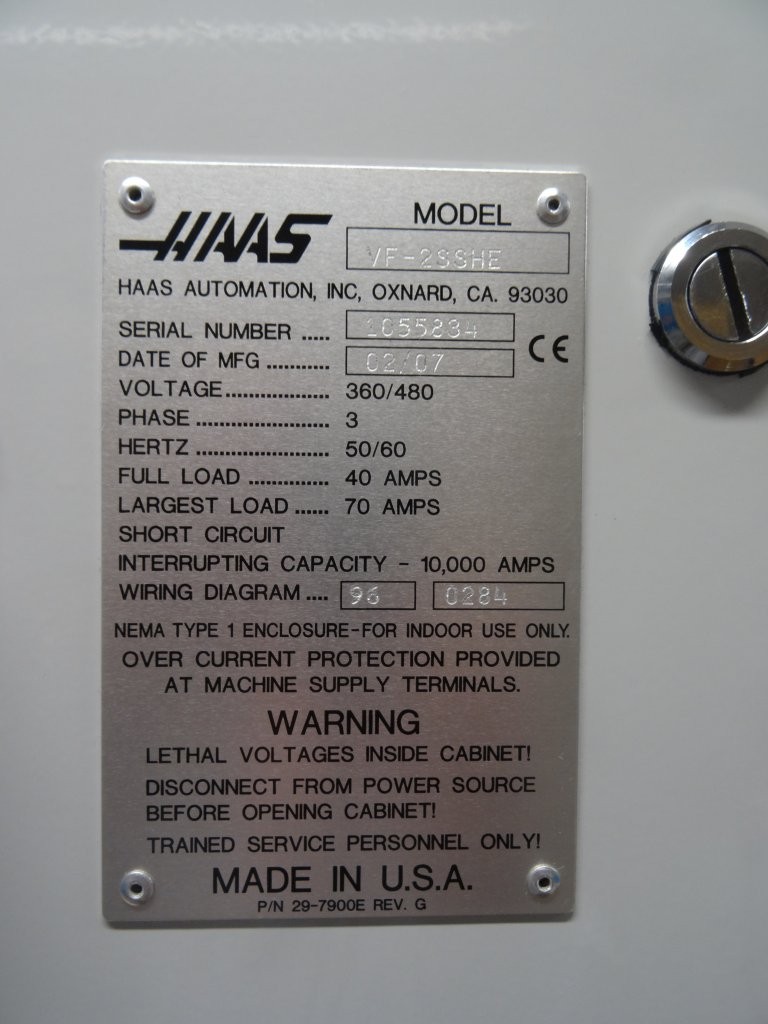 HAAS
MODEL
VF-2SSHE
HAAS AUTOMATION, INC, OXNARD, CA. 93030
SERIAL NUMBER ..... 1055834
DATE OF MFG ........... 02/07
CE
VOLTAGE................... 360/480
PHASE ........................ 3
HERTZ ........................ 50/60
FULL LOAD ............... 40 AMPS
LARGEST LOAD ...... 70 AMPS
SHORT CIRCUIT
INTERRUPTING CAPACITY - 10,000 AMPS
WIRING DIAGRAM .... 96 0284
NEMA TYPE 1 ENCLOSURE-FOR INDOOR USE ONLY.
OVER CURRENT PROTECTION PROVIDED
AT MACHINE SUPPLY TERMINALS.
WARNING
LETHAL VOLTAGES INSIDE CABINET!
DISCONNECT FROM POWER SOURCE
BEFORE OPENING CABINET!
TRAINED SERVICE PERSONNEL ONLY!
MADE IN U.S.A.
P/N 29-7900E REV. G